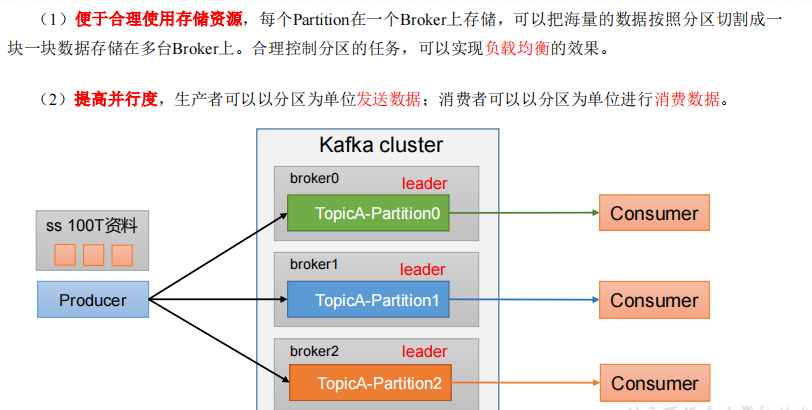 （1）便于合理使用存储资源，每个Partition在一个Broker上存储，可以把海量的数据按照分区切割成一
块一块数据存储在多台Broker上。合理控制分区的任务，可以实现负载均衡的效果。
（2）提高并行度，生产者可以以分区为单位发送数据；消费者可以以分区为单位进行消费数据。
Kafka cluster
broker0
leader
TopicA-Partition0
Consumer
ss 100T资料
Producer
broker1
leader
TopicA-Partition1
Consumer
broker2
leader
TopicA-Partition2
Consumer